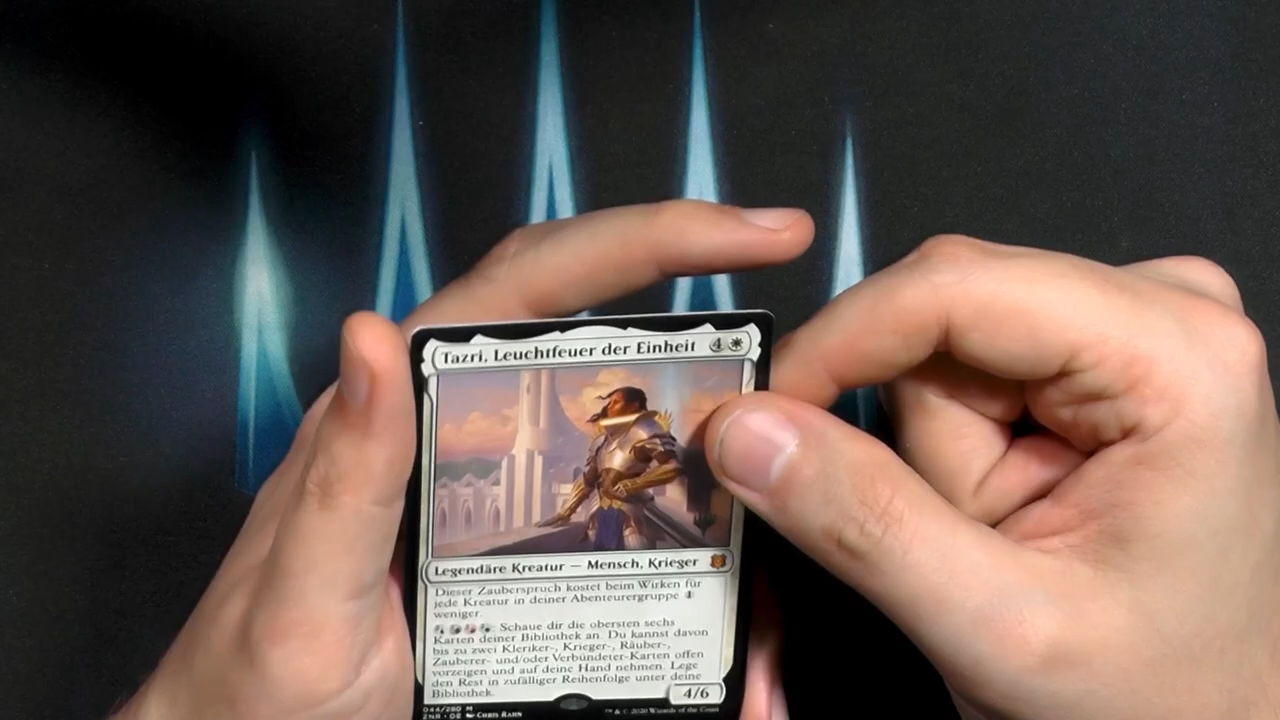 Tazri, Leuchtfeuer der Einheit 4
Legendäre Kreatur — Mensch, Krieger
Dieser Zauberspruch kostet beim Wirken für
jede Kreatur in deiner Abenteurergruppe 1
weniger.
: Schaue dir die obersten sechs
Karten deiner Bibliothek an. Du kannst davon
bis zu zwei Kleriker-, Krieger-, Räuber-,
Zauberer- und/oder Verbündeter-Karten offen
vorzeigen und auf deine Hand nehmen. Lege
den Rest in zufälliger Reihenfolge unter deine
Bibliothek.
4/6
044/280 M
ZNR • DE Chris Rahn
™ & © 2020 Wizards of the Coast